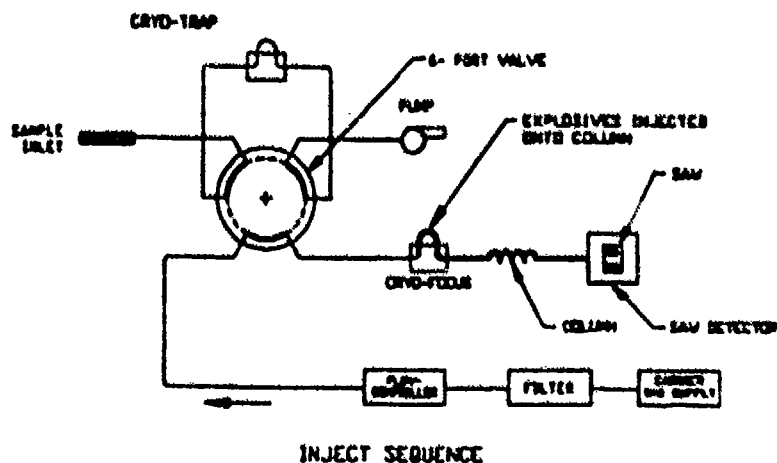 CRYO-TRAP
6- PORT VALVE
PUMP
SAMPLE
INLET
EXPLOSIVES INJECTED
ONTO COLUMN
SAW
CRYO-FOCUS
COLUMN
SAW DETECTOR
FLOW-
CONTROLLER
FILTER
CARRIER
GAS SUPPLY
INJECT SEQUENCE